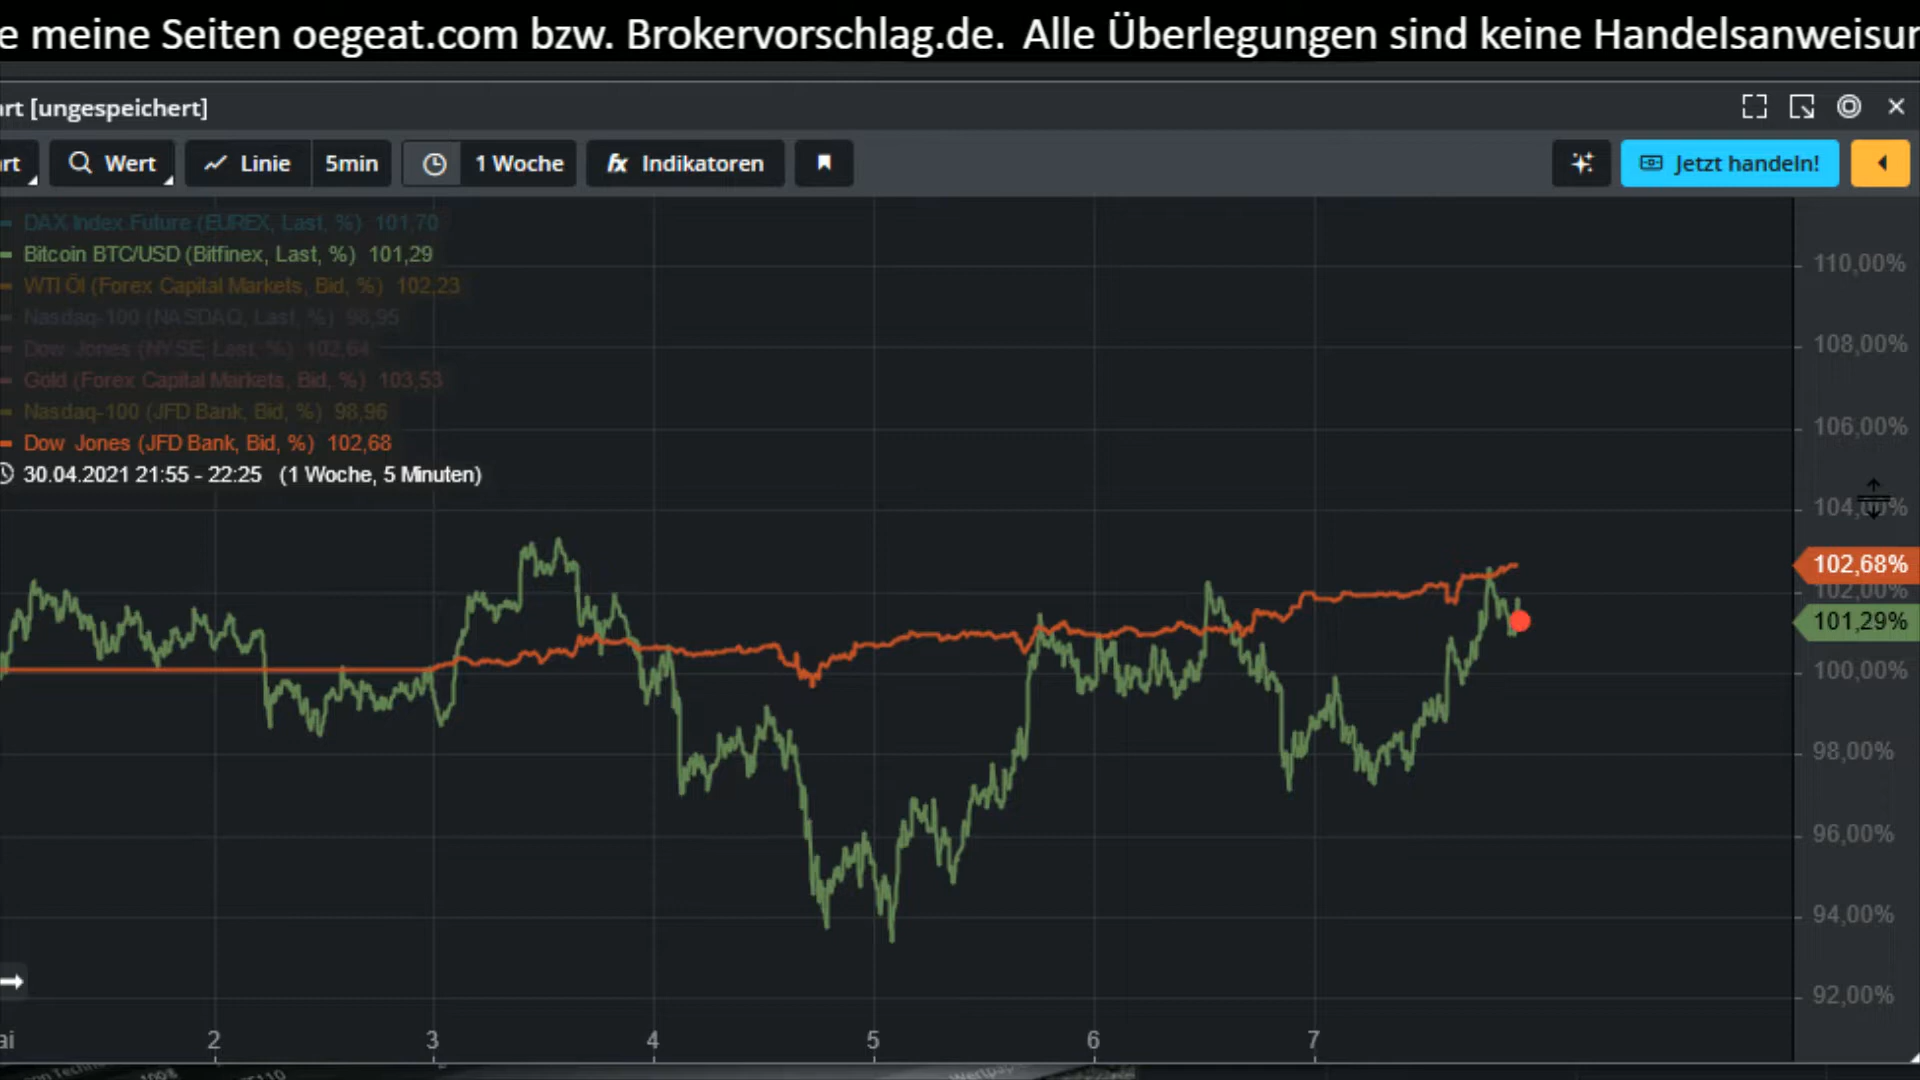 e meine Seiten oegeat.com bzw. Brokervorschlag.de. Alle Überlegungen sind keine Handelsanweisur
art [ungespeichert]
rt Wert Linie 5min 1 Woche fx Indikatoren Jetzt handeln!
DAX Index Future (EUREX, Last, %) 101,70
Bitcoin BTC/USD (Bitfinex, Last, %) 101,29
WTI Öl (Forex Capital Markets, Bid, %) 102,23
Nasdaq-100 (NASDAQ, Last, %) 98,95
Dow Jones (NYSE, Last, %) 102,64
Gold (Forex Capital Markets, Bid, %) 103,53
Nasdaq-100 (JFD Bank, Bid, %) 98,96
Dow Jones (JFD Bank, Bid, %) 102,68
30.04.2021 21:55 - 22:25 (1 Woche, 5 Minuten)
110,00%
108,00%
106,00%
104,00%
102,68%
102,00%
101,29%
100,00%
98,00%
96,00%
94,00%
92,00%
ai 2 3 4 5 6 7